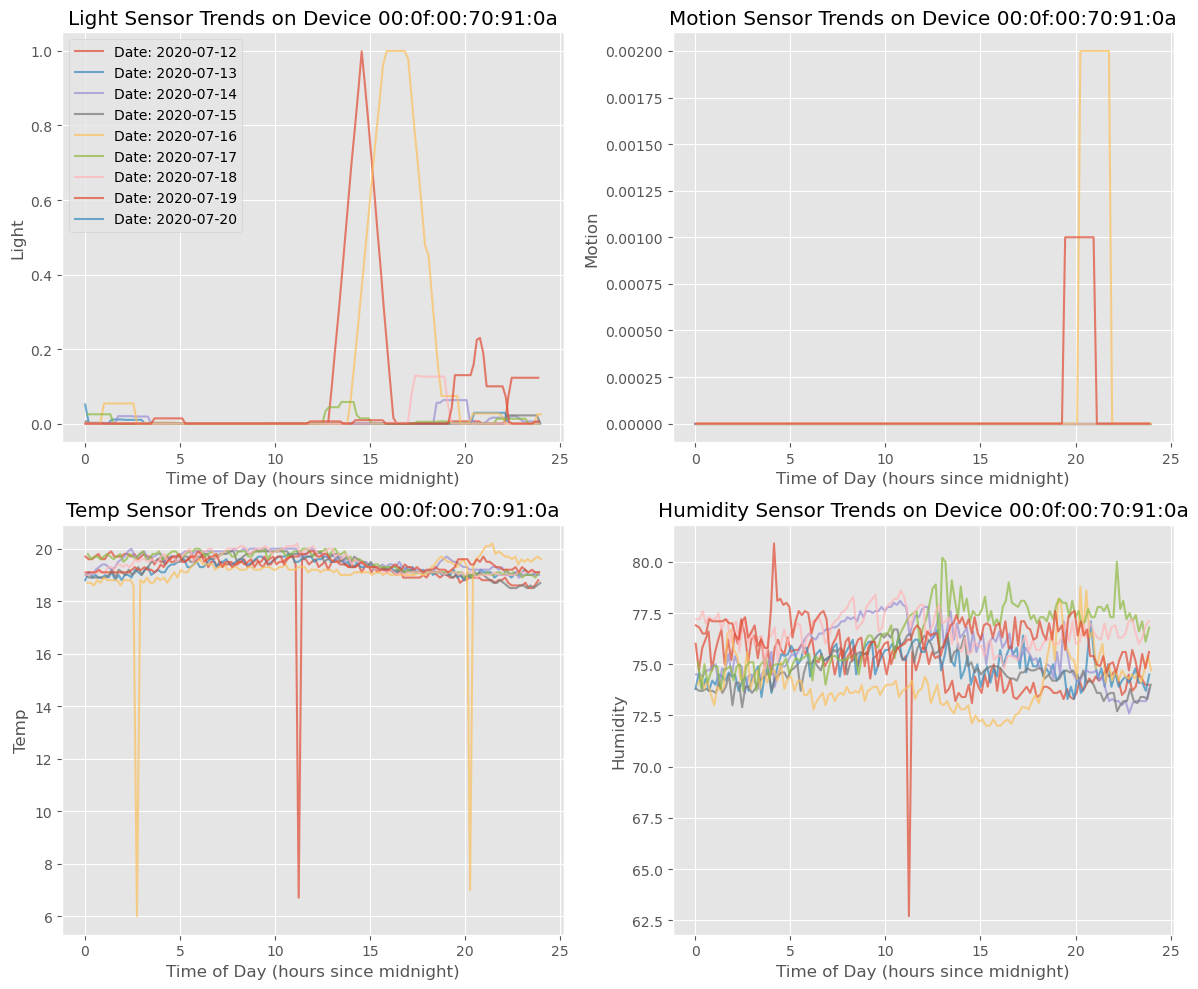 Light Sensor Trends on Device 00:0f:00:70:91:0a
1.0
0.8
0.6
0.4
0.2
0.0
Light
Date: 2020-07-12
Date: 2020-07-13
Date: 2020-07-14
Date: 2020-07-15
Date: 2020-07-16
Date: 2020-07-17
Date: 2020-07-18
Date: 2020-07-19
Date: 2020-07-20
0 5 10 15 20 25
Time of Day (hours since midnight)
Motion Sensor Trends on Device 00:0f:00:70:91:0a
0.00200
0.00175
0.00150
0.00125
0.00100
0.00075
0.00050
0.00025
0.00000
Motion
0 5 10 15 20 25
Time of Day (hours since midnight)
Temp Sensor Trends on Device 00:0f:00:70:91:0a
20
18
16
14
12
10
8
6
Temp
0 5 10 15 20 25
Time of Day (hours since midnight)
Humidity Sensor Trends on Device 00:0f:00:70:91:0a
80.0
77.5
75.0
72.5
70.0
67.5
65.0
62.5
Humidity
0 5 10 15 20 25
Time of Day (hours since midnight)